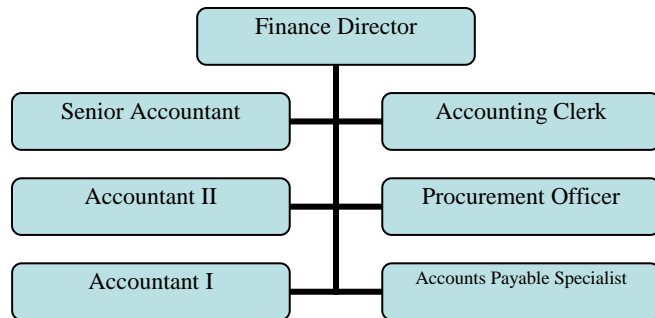 Finance Director
Senior Accountant
Accounting Clerk
Accountant II
Procurement Officer
Accountant I
Accounts Payable Specialist